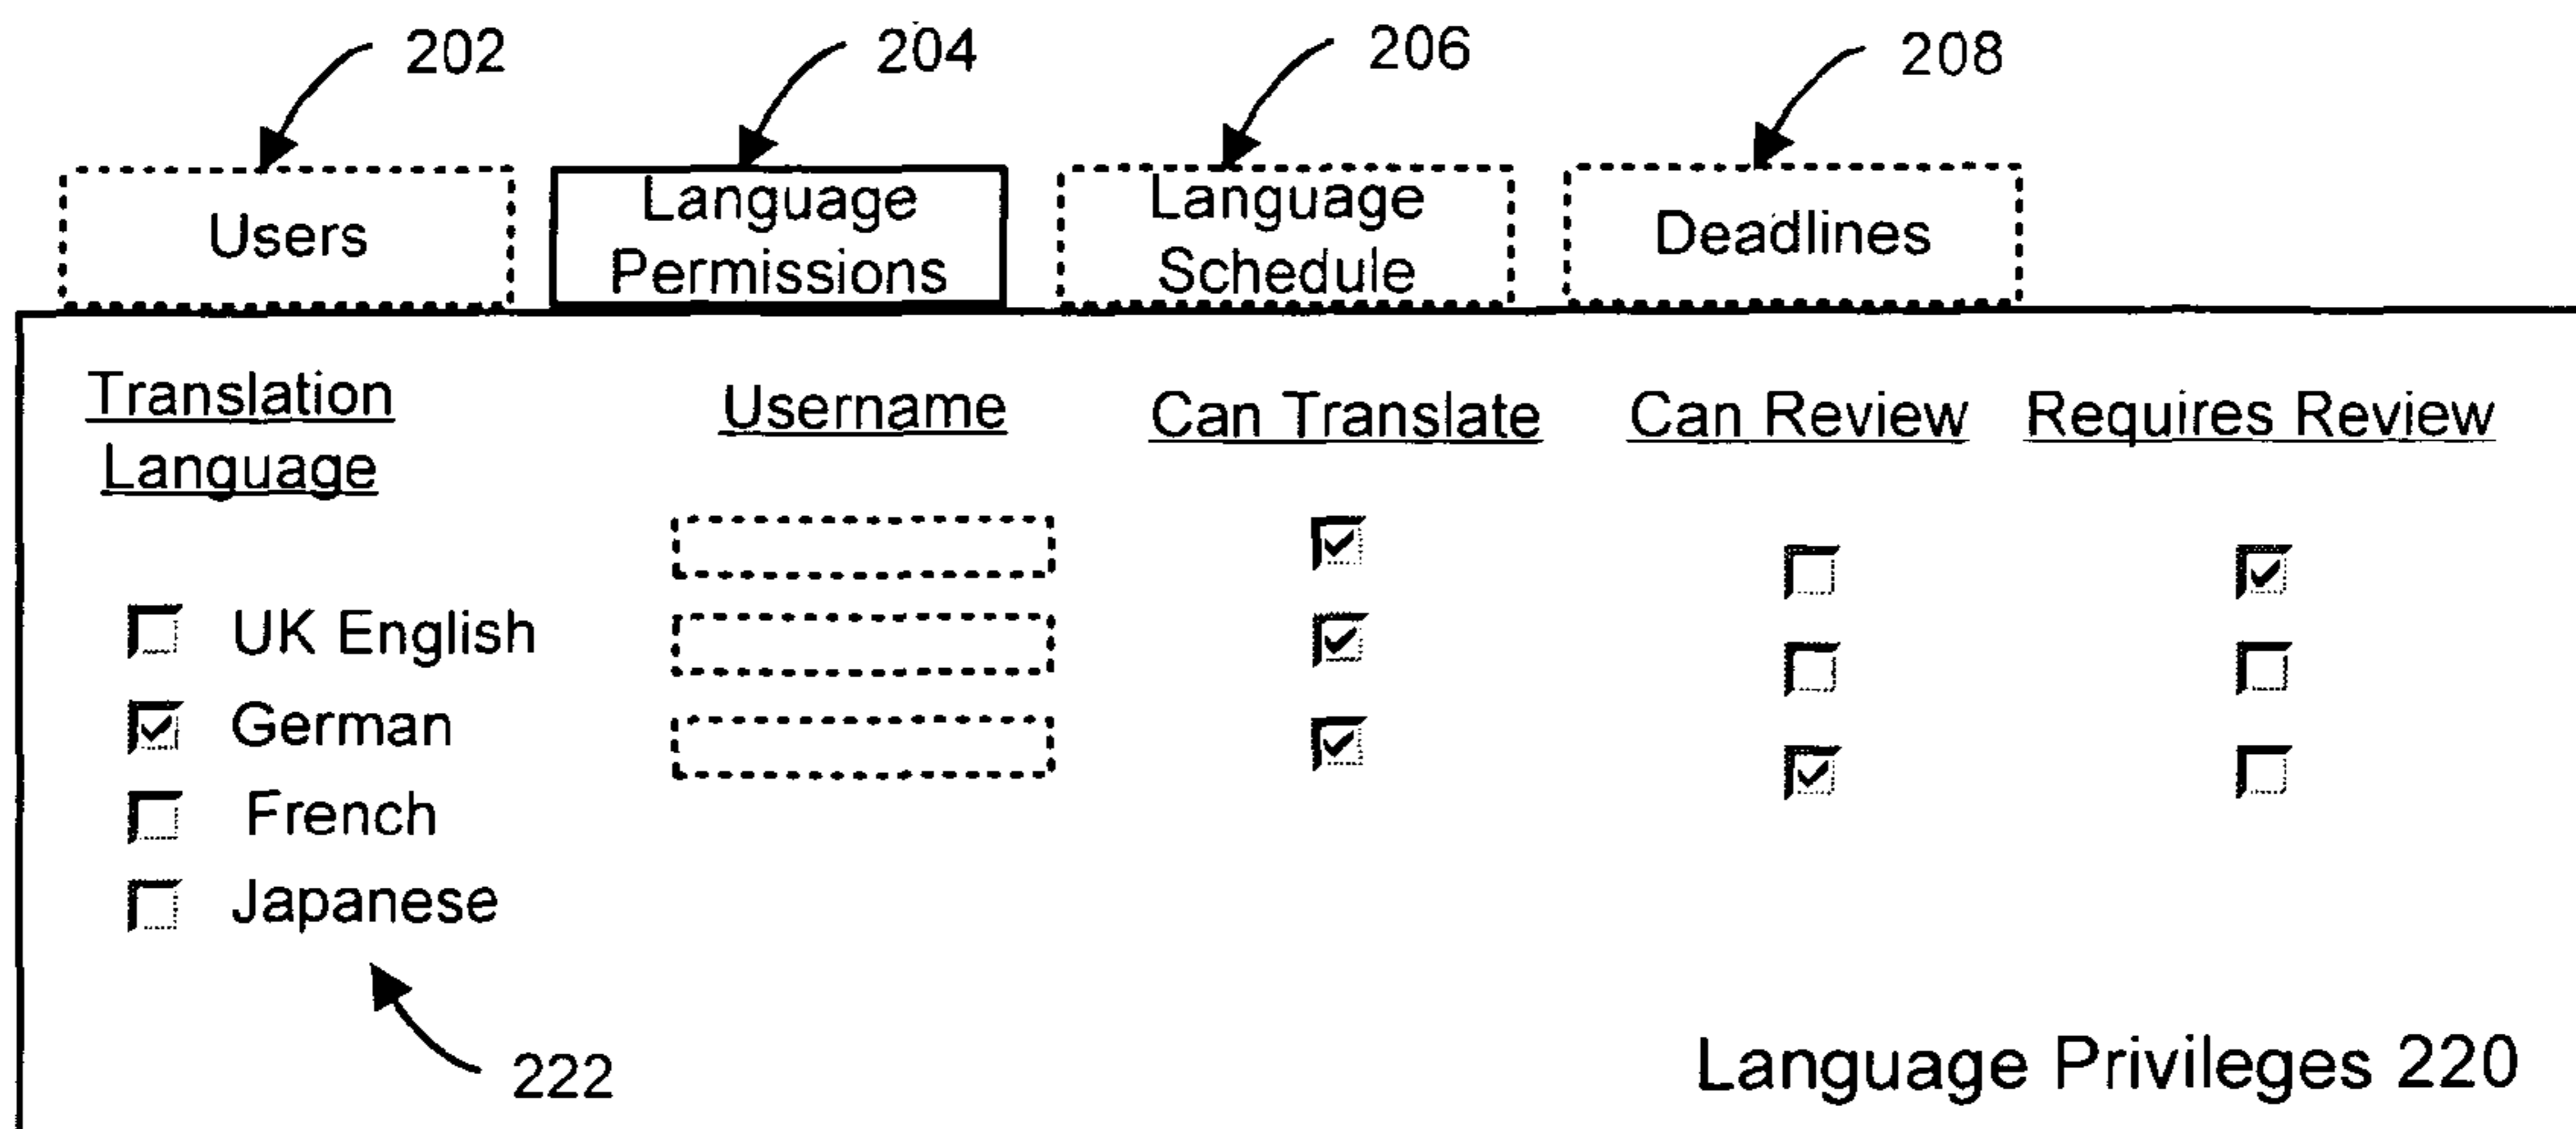 202
204
206
208
Users
Language
Permissions
Language
Schedule
Deadlines
Translation
Language
Username
Can Translate
Can Review
Requires Review
UK English
German
French
Japanese
222
Language Privileges 220